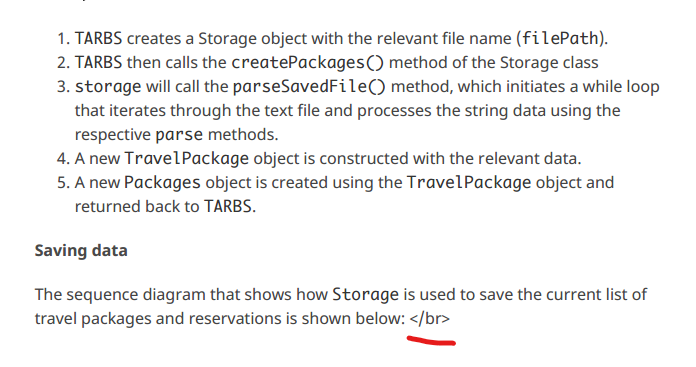 1. TARBS creates a Storage object with the relevant file name (filePath).
2. TARBS then calls the createPackages() method of the Storage class
3. storage will call the parseSavedFile() method, which initiates a while loop
that iterates through the text file and processes the string data using the
respective parse methods.
4. A new TravelPackage object is constructed with the relevant data.
5. A new Packages object is created using the TravelPackage object and
returned back to TARBS.
Saving data
The sequence diagram that shows how Storage is used to save the current list of
travel packages and reservations is shown below: </br>